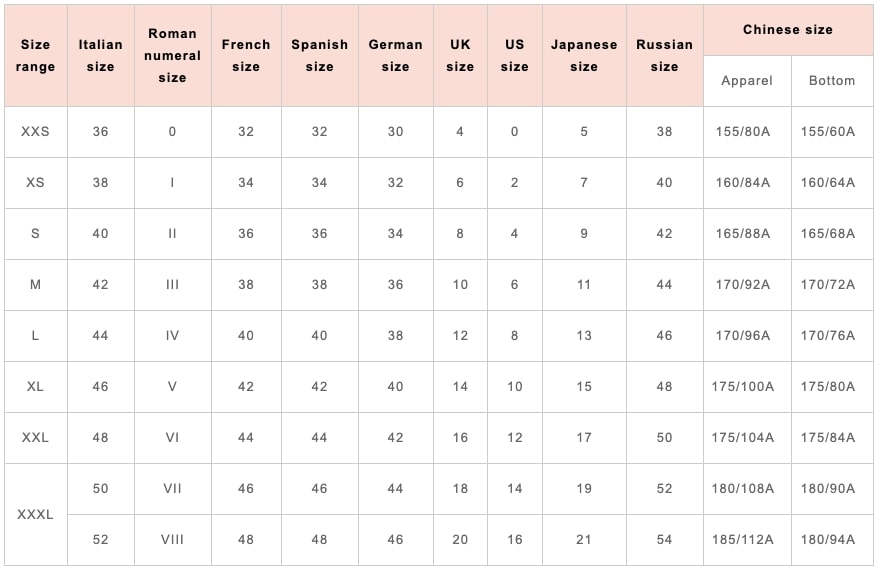 Size range Italian size Roman numeral size French size Spanish size German size UK size US size Japanese size Russian size Chinese size
Apparel Bottom
XXS 36 0 32 32 30 4 0 5 38 155/80A 155/60A
XS 38 I 34 34 32 6 2 7 40 160/84A 160/64A
S 40 II 36 36 34 8 4 9 42 165/88A 165/68A
M 42 III 38 38 36 10 6 11 44 170/92A 170/72A
L 44 IV 40 40 38 12 8 13 46 170/96A 170/76A
XL 46 V 42 42 40 14 10 15 48 175/100A 175/80A
XXL 48 VI 44 44 42 16 12 17 50 175/104A 175/84A
XXXL 50 VII 46 46 44 18 14 19 52 180/108A 180/90A
52 VIII 48 48 46 20 16 21 54 185/112A 180/94A